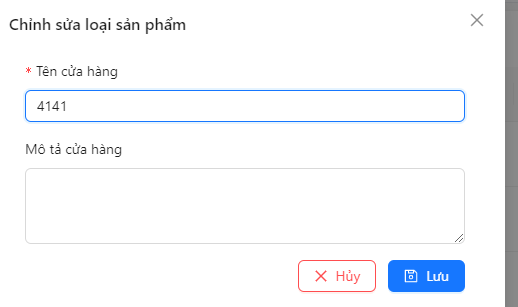 Chỉnh sửa loại sản phẩm
* Tên cửa hàng
4141
Mô tả cửa hàng
Hủy
Lưu